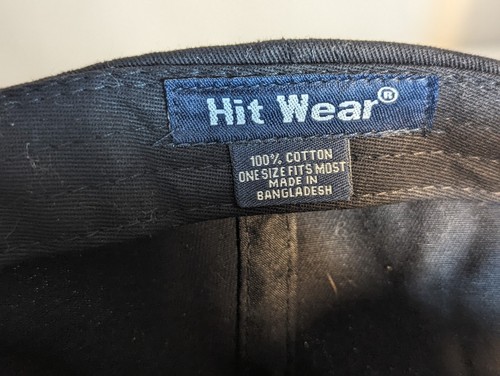 Hit Wear®
100% COTTON
ONE SIZE FITS MOST
MADE IN
BANGLADESH